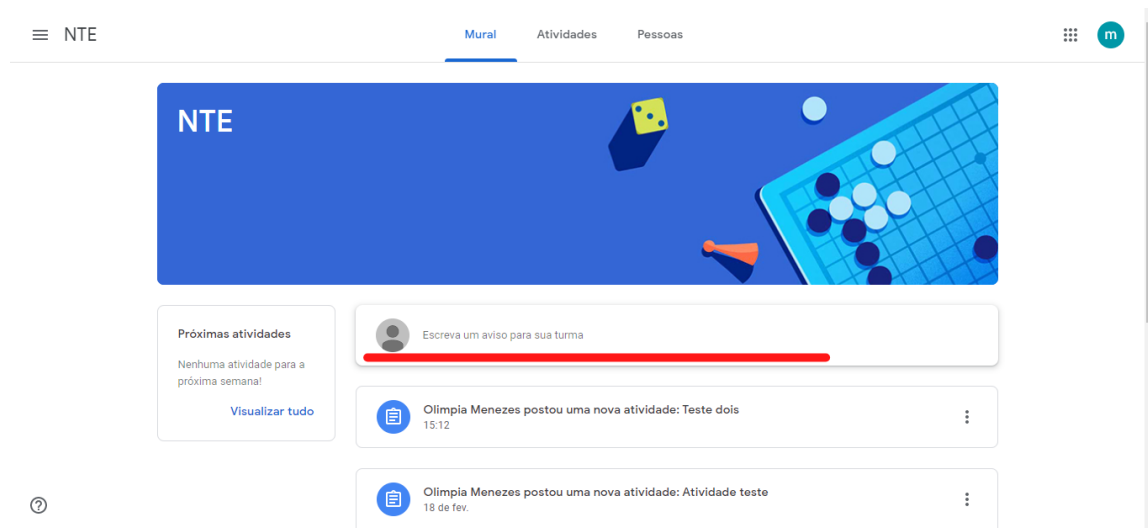 NTE
Mural
Atividades
Pessoas
m
NTE
Próximas atividades
Nenhuma atividade para a
próxima semana!
Visualizar tudo
Escreva um aviso para sua turma
Olimpia Menezes postou uma nova atividade: Teste dois
15:12
Olimpia Menezes postou uma nova atividade: Atividade teste
18 de fev.